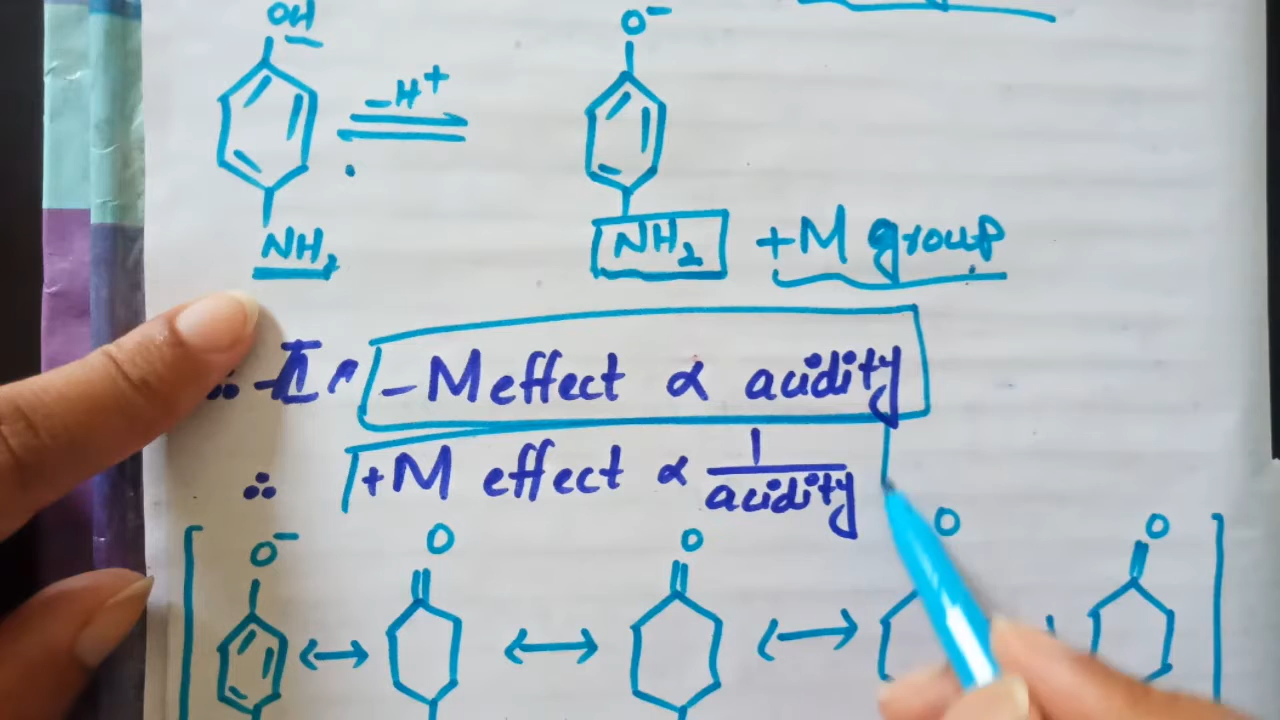 OH
O⁻
-H⁺
NH₂
NH₂
+M group
∴ -I
-M effect ∝ acidity
∴ +M effect ∝ 1/acidity
O⁻ O O O O